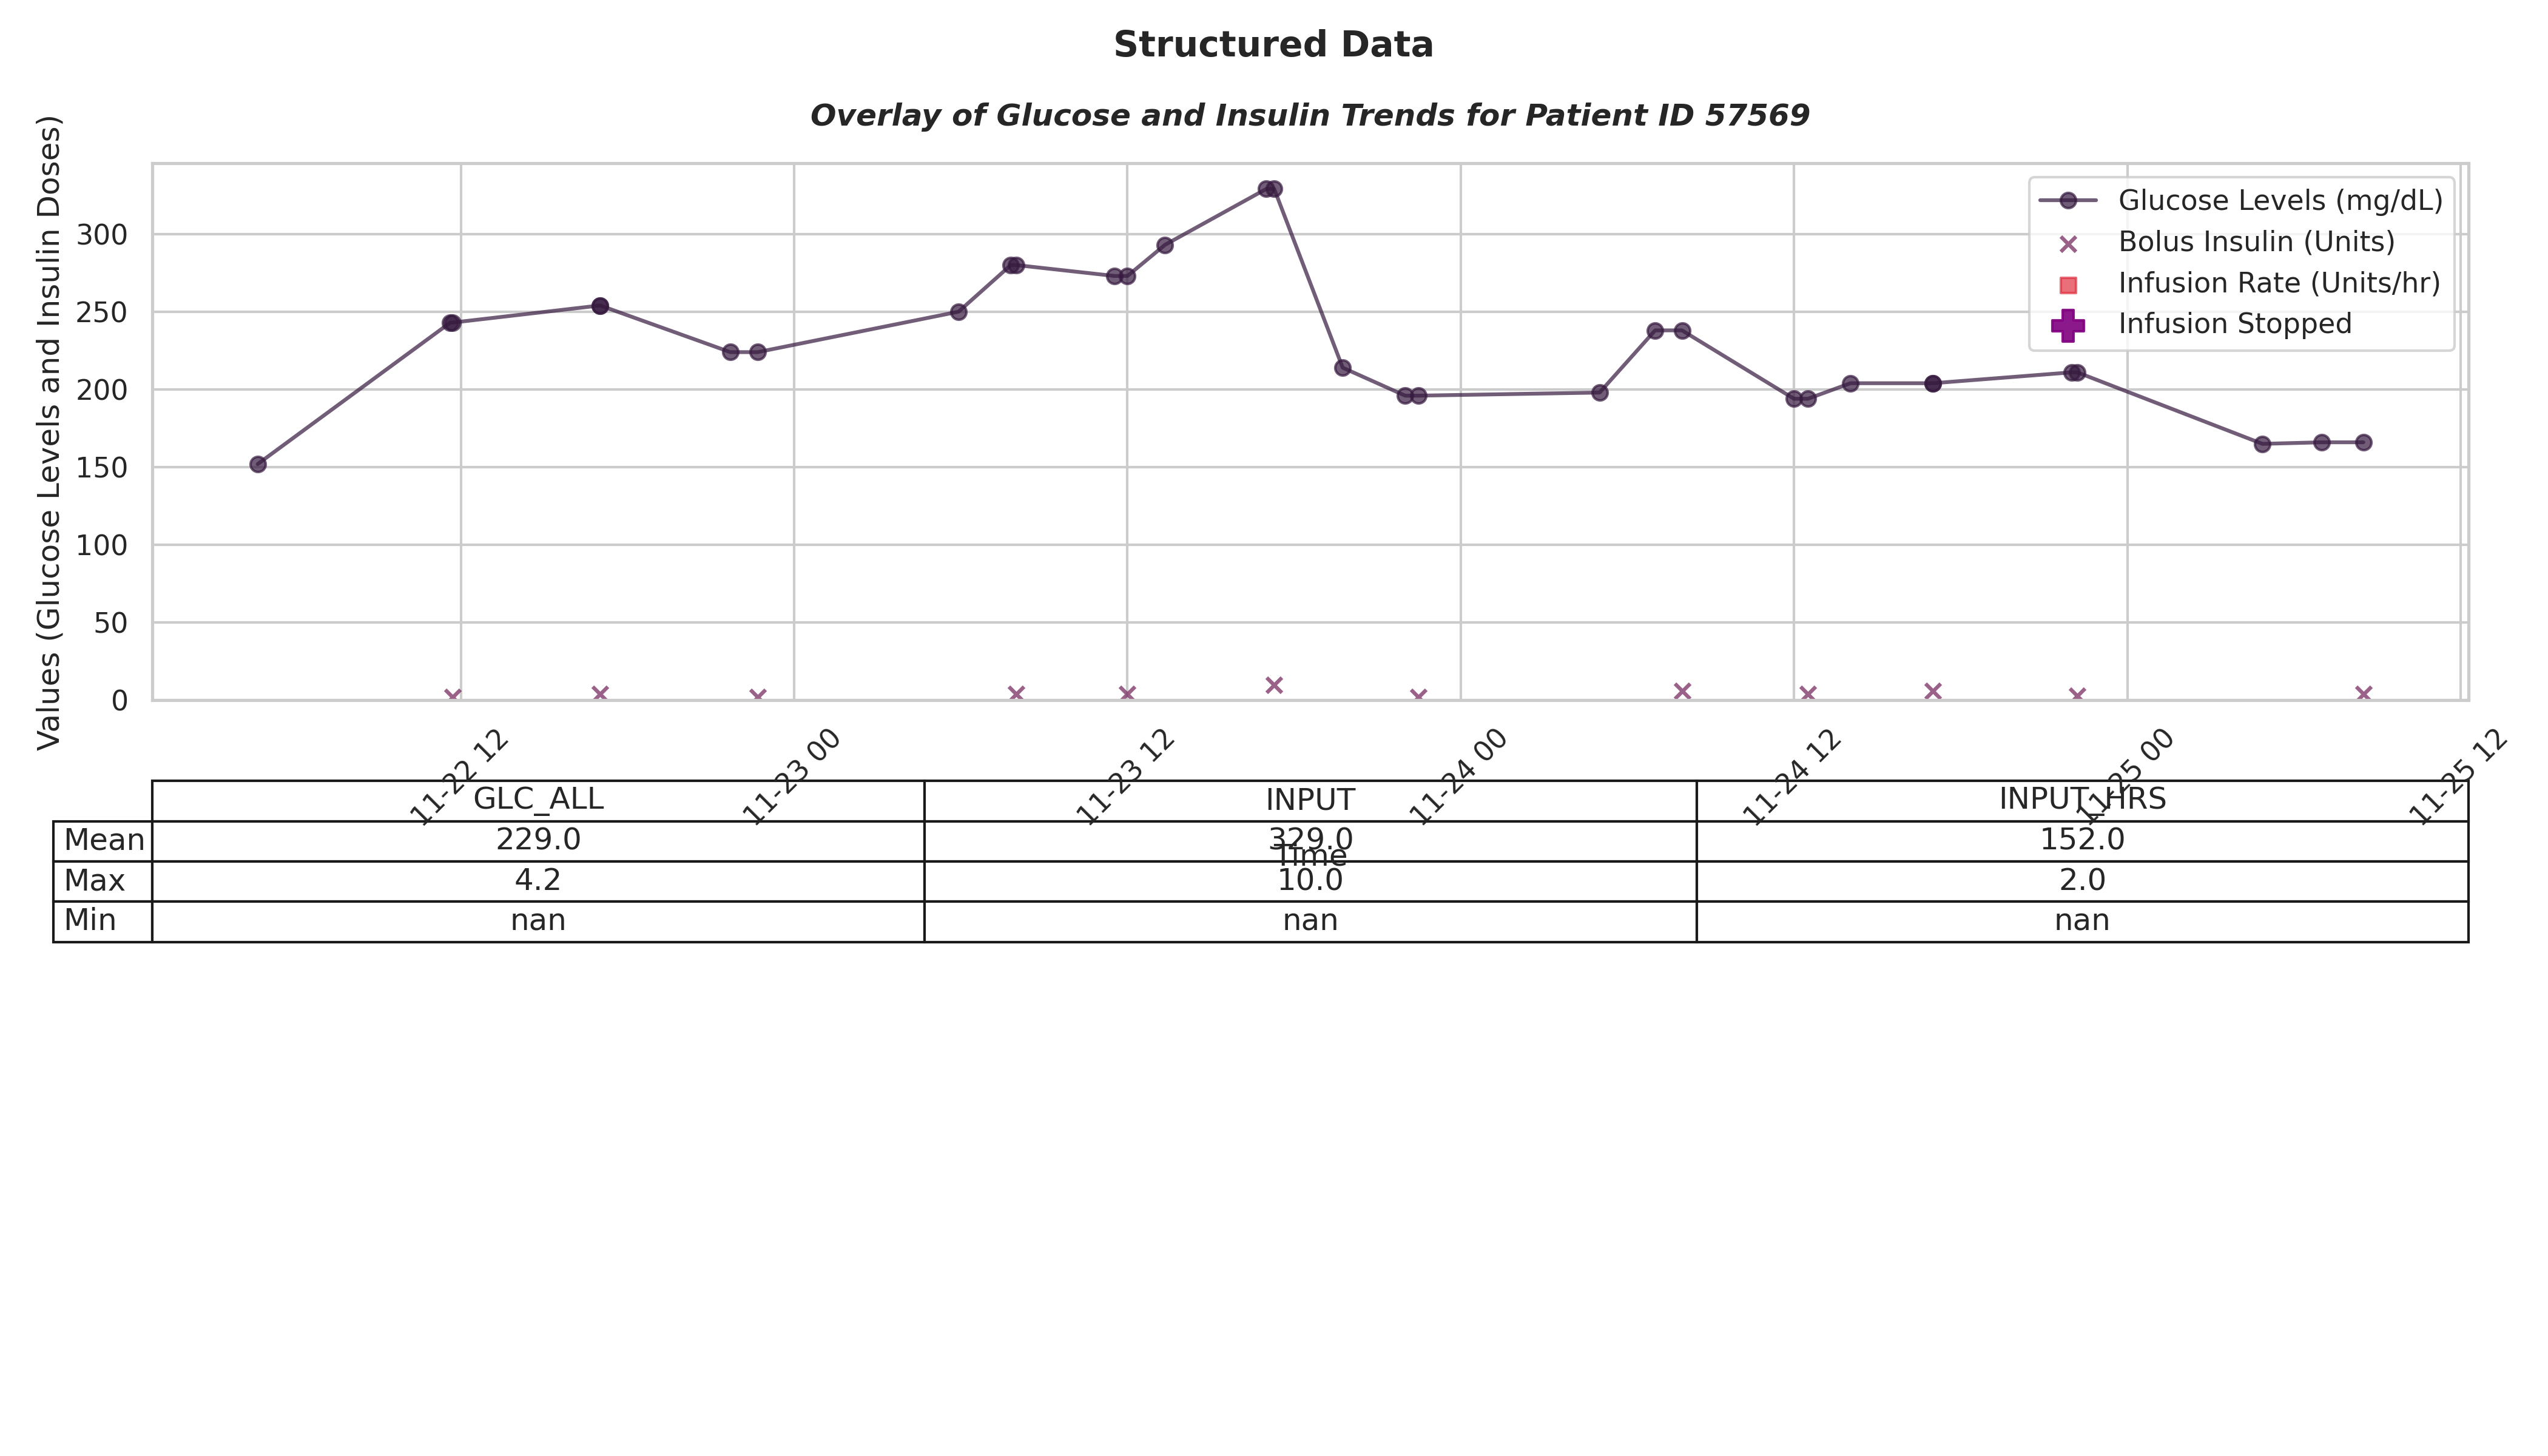 Structured Data
Overlay of Glucose and Insulin Trends for Patient ID 57569
Values (Glucose Levels and Insulin Doses)
300
250
200
150
100
50
0
Glucose Levels (mg/dL)
Bolus Insulin (Units)
Infusion Rate (Units/hr)
Infusion Stopped
11-22 12
11-23 00
11-23 12
11-24 00
11-24 12
11-25 00
11-25 12
Time
GLC_ALL INPUT INPUT_HRS
Mean 229.0 329.0 152.0
Max 4.2 10.0 2.0
Min nan nan nan